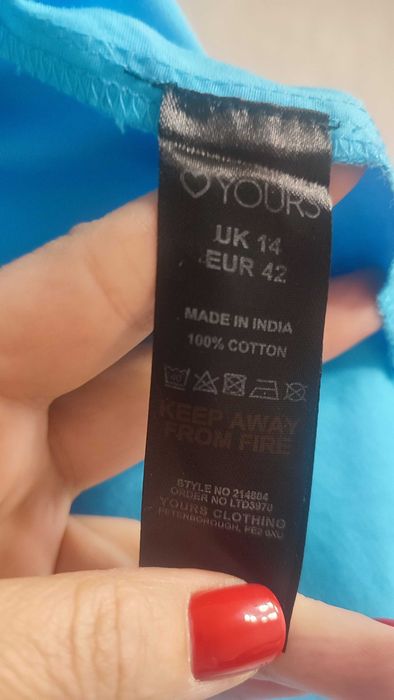 YOURS
UK 14
EUR 42
MADE IN INDIA
100% COTTON
40
KEEP AWAY
FROM FIRE
STYLE NO 214884
ORDER NO LTD3970
YOURS CLOTHING
PETERBOROUGH, PE2 6XU